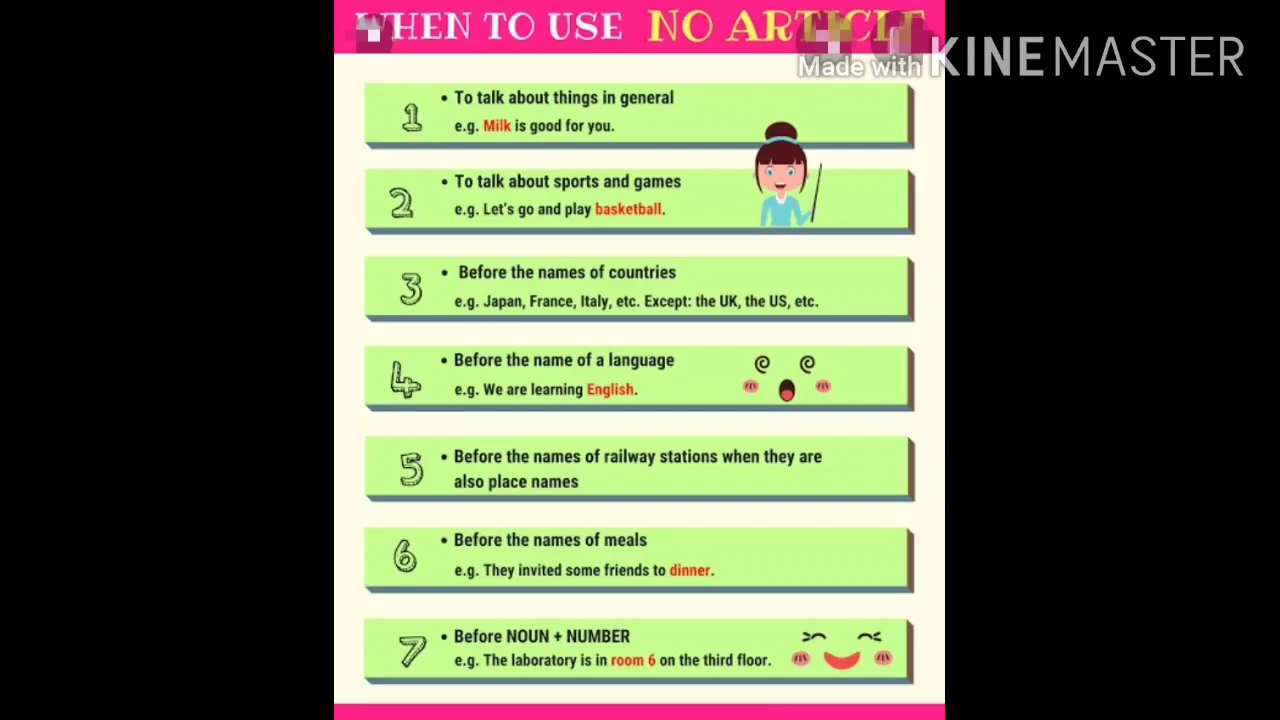 WHEN TO USE NO ARTICLE
Made with KINEMASTER
1
• To talk about things in general
e.g. Milk is good for you.
2
• To talk about sports and games
e.g. Let's go and play basketball.
3
• Before the names of countries
e.g. Japan, France, Italy, etc. Except: the UK, the US, etc.
4
• Before the name of a language
e.g. We are learning English.
5
• Before the names of railway stations when they are
also place names
6
• Before the names of meals
e.g. They invited some friends to dinner.
7
• Before NOUN + NUMBER
e.g. The laboratory is in room 6 on the third floor.